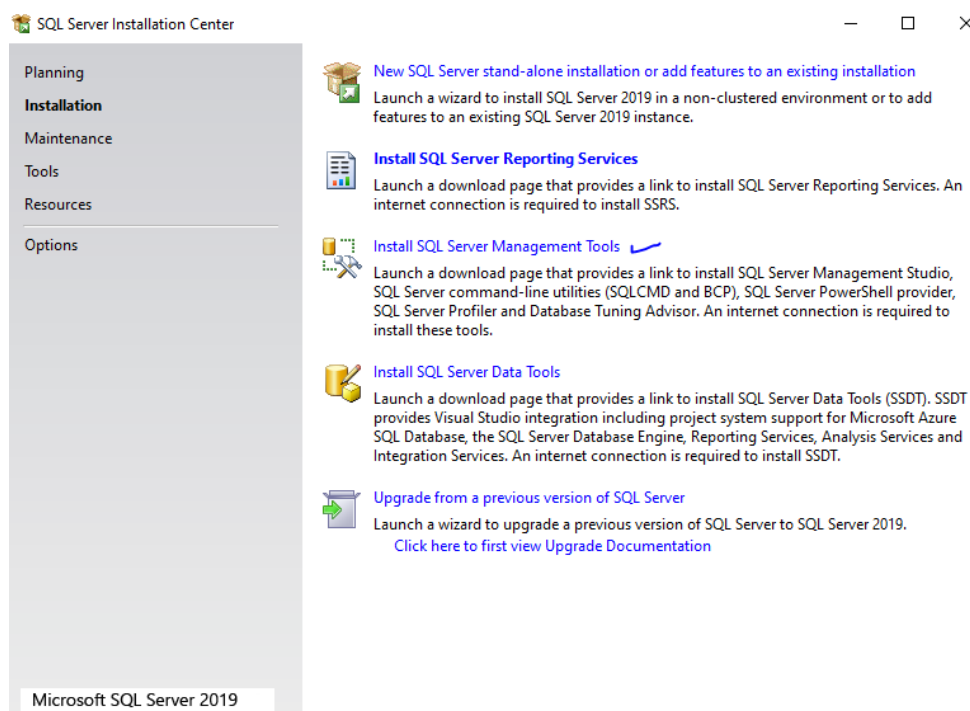 SQL Server Installation Center
Planning
Installation
Maintenance
Tools
Resources
Options
New SQL Server stand-alone installation or add features to an existing installation
Launch a wizard to install SQL Server 2019 in a non-clustered environment or to add
features to an existing SQL Server 2019 instance.
Install SQL Server Reporting Services
Launch a download page that provides a link to install SQL Server Reporting Services. An
internet connection is required to install SSRS.
Install SQL Server Management Tools
Launch a download page that provides a link to install SQL Server Management Studio,
SQL Server command-line utilities (SQLCMD and BCP), SQL Server PowerShell provider,
SQL Server Profiler and Database Tuning Advisor. An internet connection is required to
install these tools.
Install SQL Server Data Tools
Launch a download page that provides a link to install SQL Server Data Tools (SSDT). SSDT
provides Visual Studio integration including project system support for Microsoft Azure
SQL Database, the SQL Server Database Engine, Reporting Services, Analysis Services and
Integration Services. An internet connection is required to install SSDT.
Upgrade from a previous version of SQL Server
Launch a wizard to upgrade a previous version of SQL Server to SQL Server 2019.
Click here to first view Upgrade Documentation
Microsoft SQL Server 2019